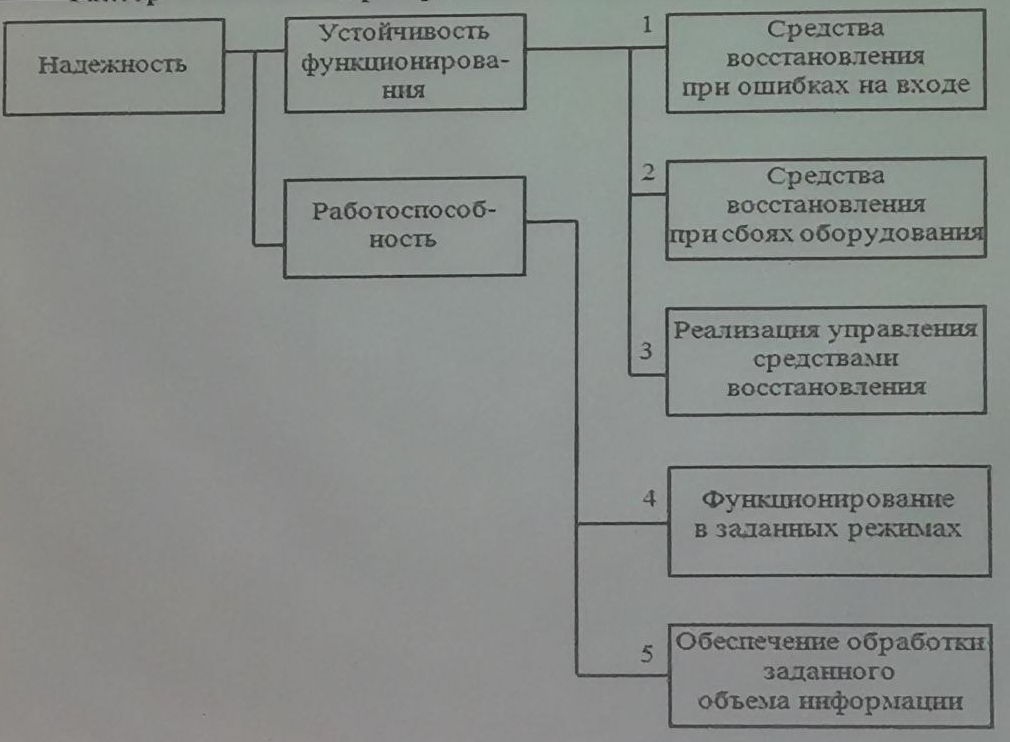 Надежность
Устойчивость
функционирова-
ния
Работоспособ-
ность
1
Средства
восстановления
при ошибках на входе
2
Средства
восстановления
при сбоях оборудования
3
Реализация управления
средствами
восстановления
4
Функционирование
в заданных режимах
5
Обеспечение обработки
заданного
объема информации